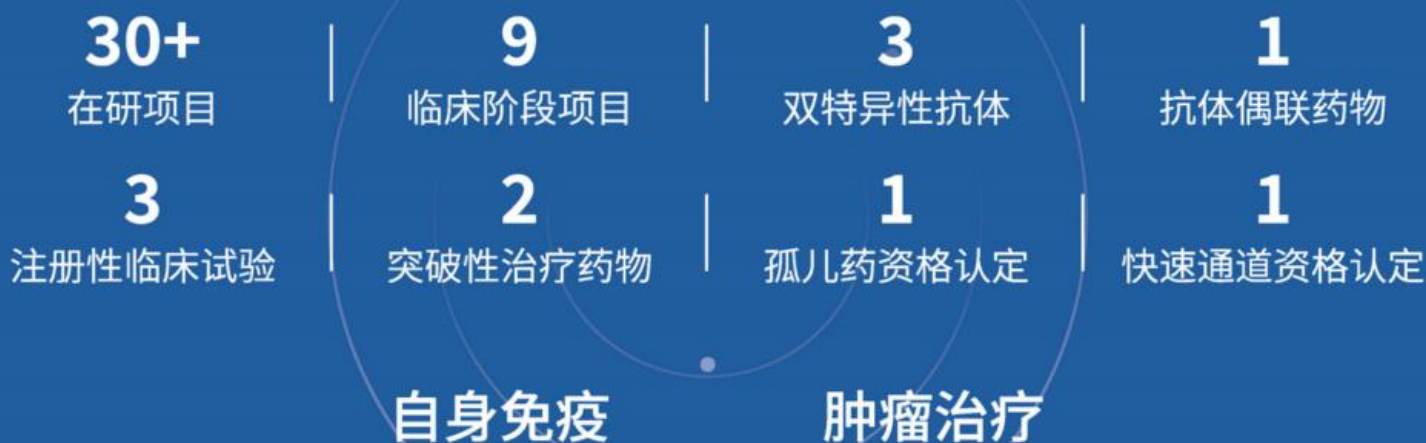 30+ 9 3 1
在研项目 临床阶段项目 双特异性抗体 抗体偶联药物
3 2 1 1
注册性临床试验 突破性治疗药物 孤儿药资格认定 快速通道资格认定
自身免疫 肿瘤治疗